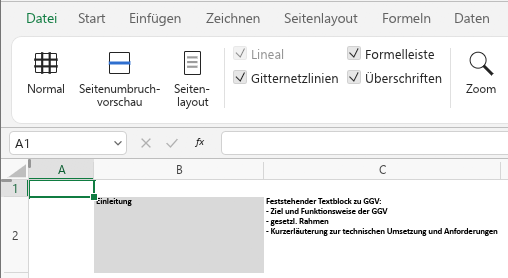 Datei Start Einfügen Zeichnen Seitenlayout Formeln Daten
Normal
Seitenumbruch-
vorschau
Seiten-
layout
Lineal
Formelleiste
Gitternetzlinien
Überschriften
Zoom
A1
fx
A B C
1
2
Einleitung
Feststehender Textblock zu GGV:
- Ziel und Funktionsweise der GGV
- gesetzl. Rahmen
- Kurzerläuterung zur technischen Umsetzung und Anforderungen